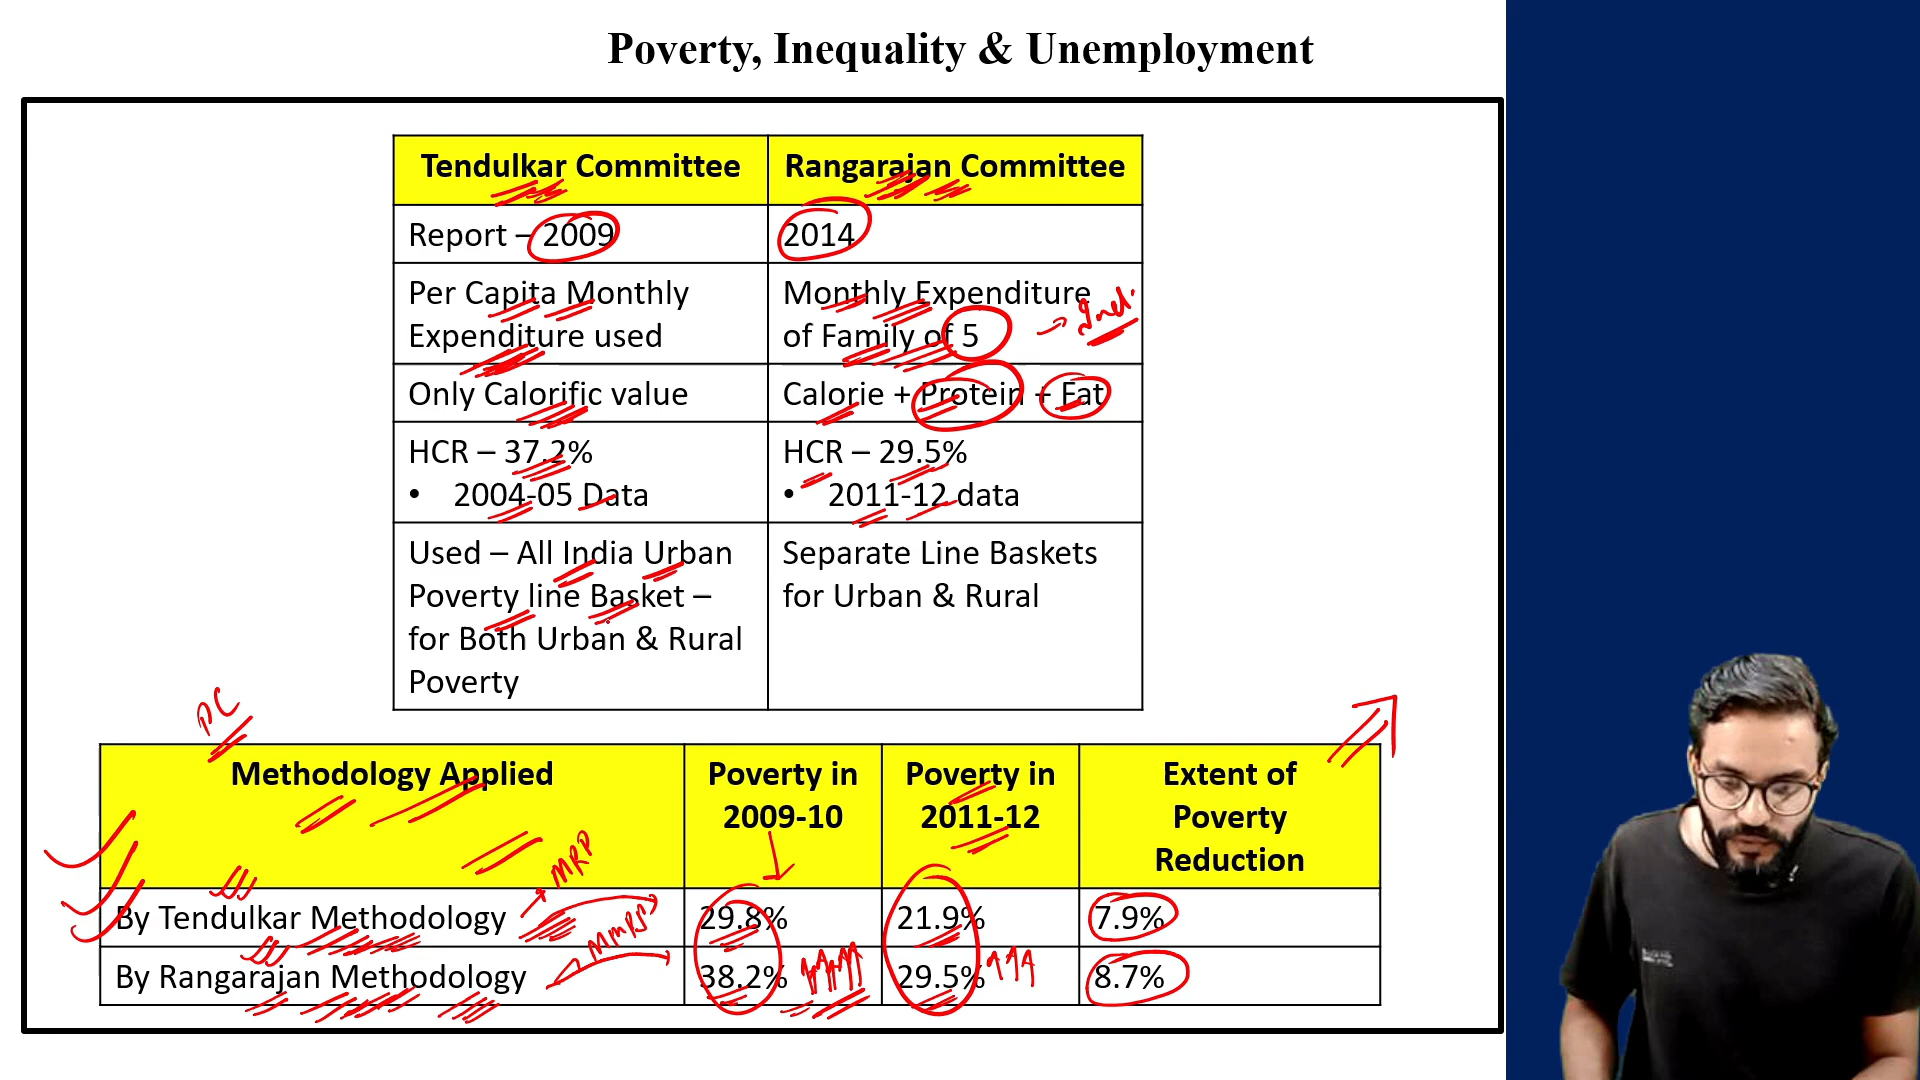 Poverty, Inequality & Unemployment
Tendulkar Committee
Rangarajan Committee
Report – 2009
2014
Per Capita Monthly
Expenditure used
Monthly Expenditure
of Family of 5
Only Calorific value
Calorie + Protein + Fat
HCR – 37.2%
• 2004-05 Data
HCR – 29.5%
• 2011-12 data
Used – All India Urban
Poverty line Basket –
for Both Urban & Rural
Poverty
Separate Line Baskets
for Urban & Rural
PC
Methodology Applied
Poverty in
2009-10
Poverty in
2011-12
Extent of
Poverty
Reduction
MRP
By Tendulkar Methodology
29.8%
21.9%
7.9%
By Rangarajan Methodology
38.2%
29.5%
8.7%